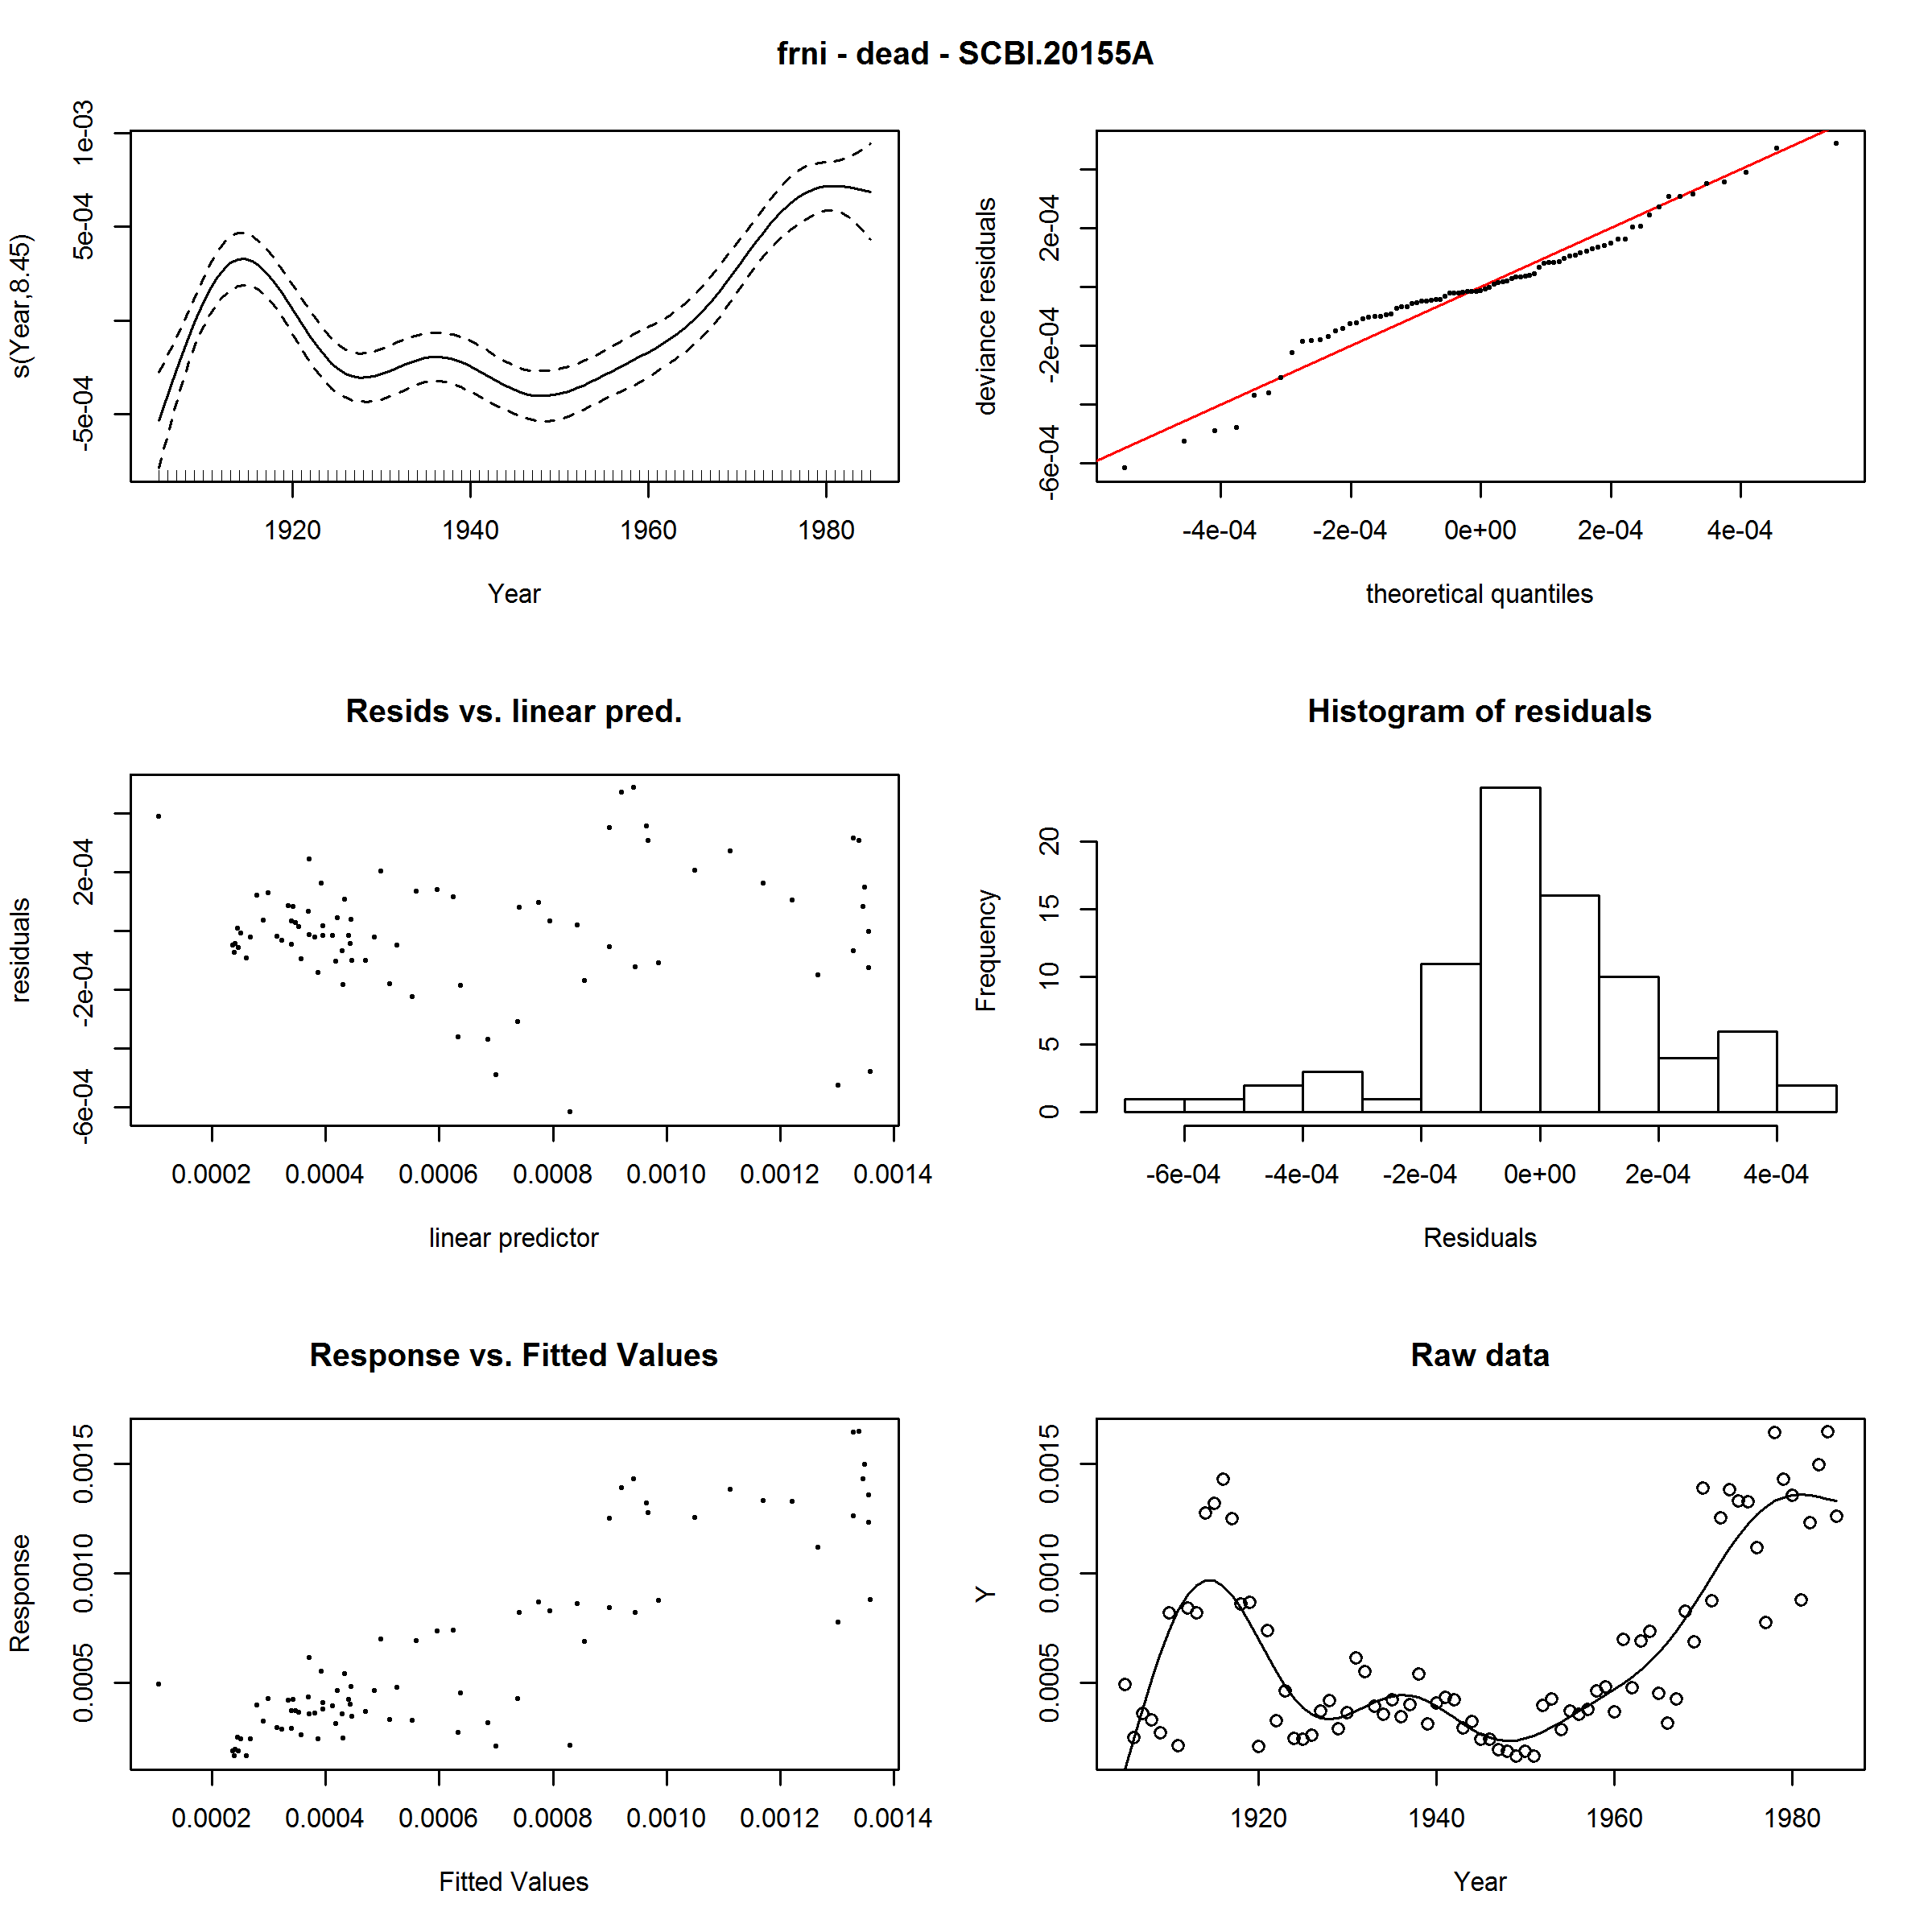 frni - dead - SCBI.20155A
s(Year,8.45)
-5e-04 5e-04 1e-03
1920 1940 1960 1980
Year
deviance residuals
-6e-04 -2e-04 2e-04
-4e-04 -2e-04 0e+00 2e-04 4e-04
theoretical quantiles
Resids vs. linear pred.
residuals
-6e-04 -2e-04 2e-04
0.0002 0.0004 0.0006 0.0008 0.0010 0.0012 0.0014
linear predictor
Histogram of residuals
Frequency
0 5 10 15 20
-6e-04 -4e-04 -2e-04 0e+00 2e-04 4e-04
Residuals
Response vs. Fitted Values
Response
0.0005 0.0010 0.0015
0.0002 0.0004 0.0006 0.0008 0.0010 0.0012 0.0014
Fitted Values
Raw data
Y
0.0005 0.0010 0.0015
1920 1940 1960 1980
Year